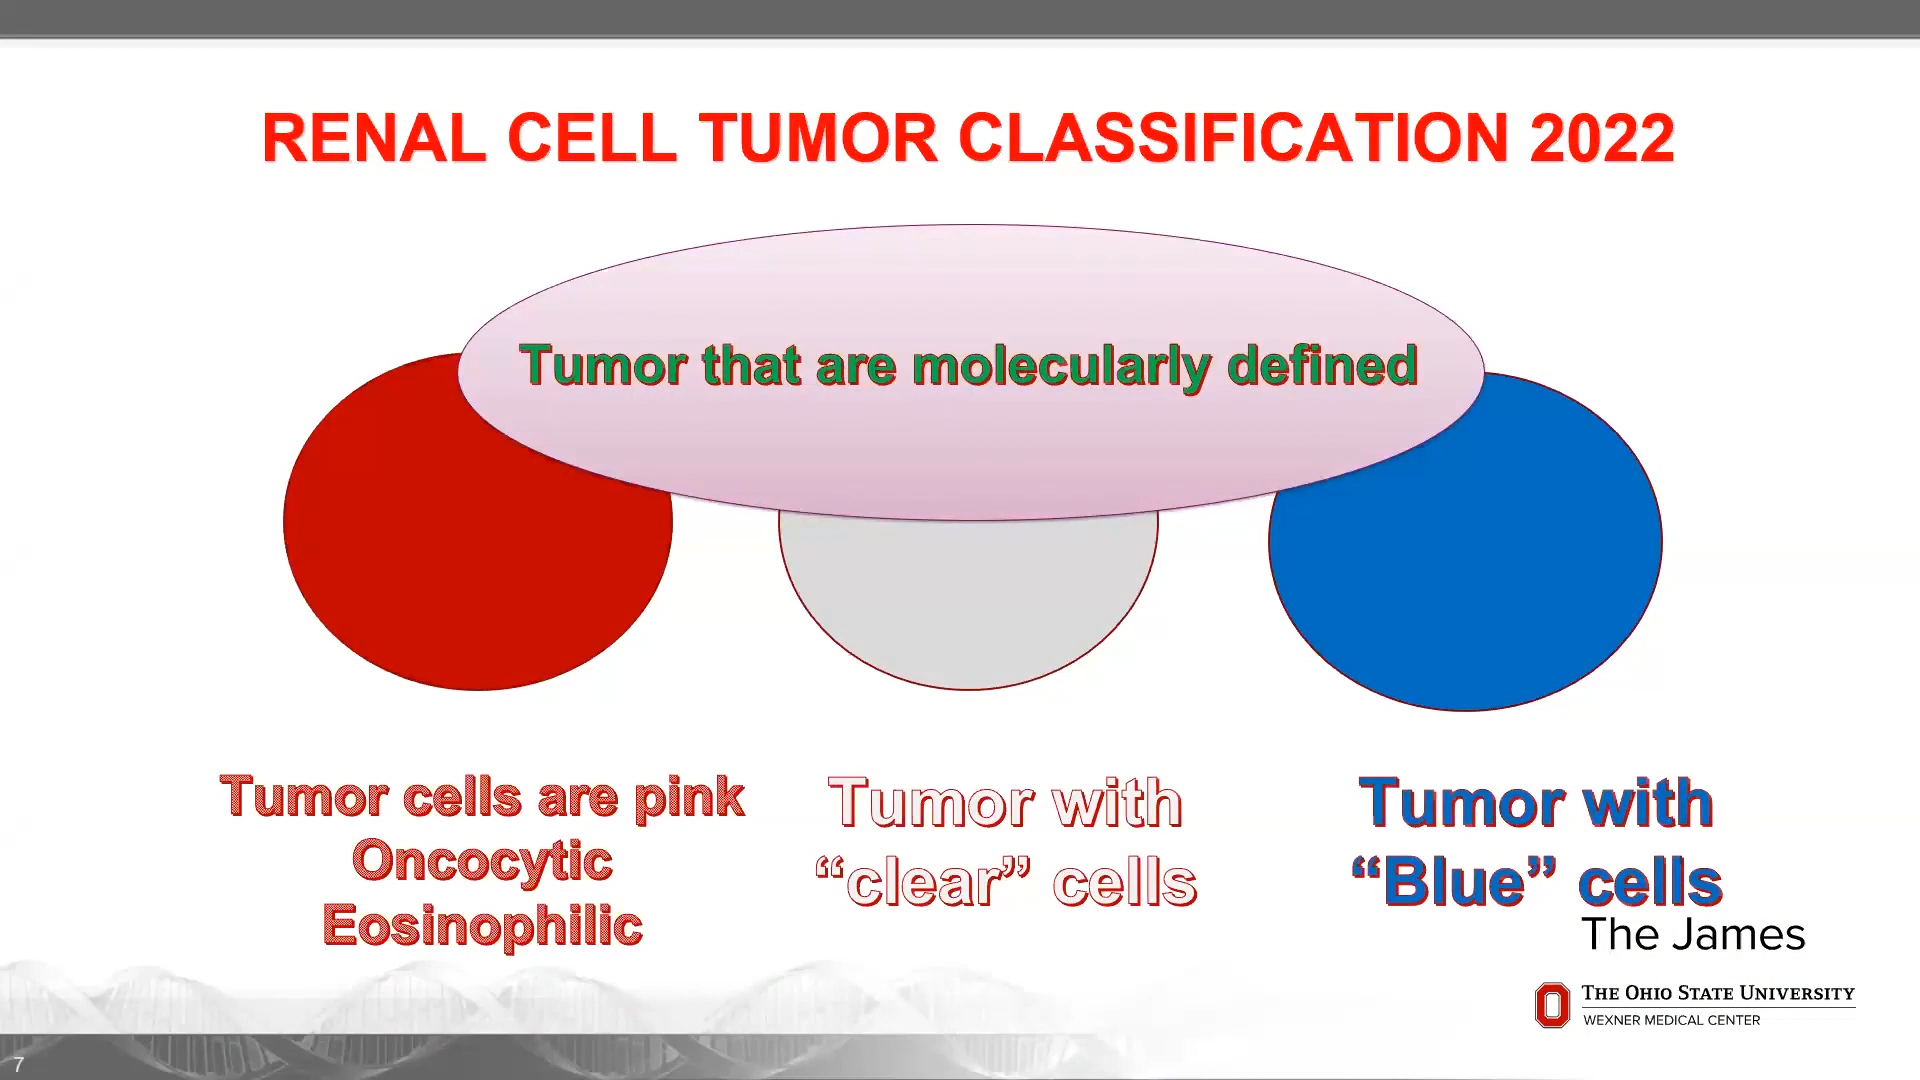 RENAL CELL TUMOR CLASSIFICATION 2022
Tumor that are molecularly defined
Tumor cells are pink
Oncocytic
Eosinophilic
Tumor with
“clear” cells
Tumor with
“Blue” cells
The James
THE OHIO STATE UNIVERSITY
WEXNER MEDICAL CENTER
7